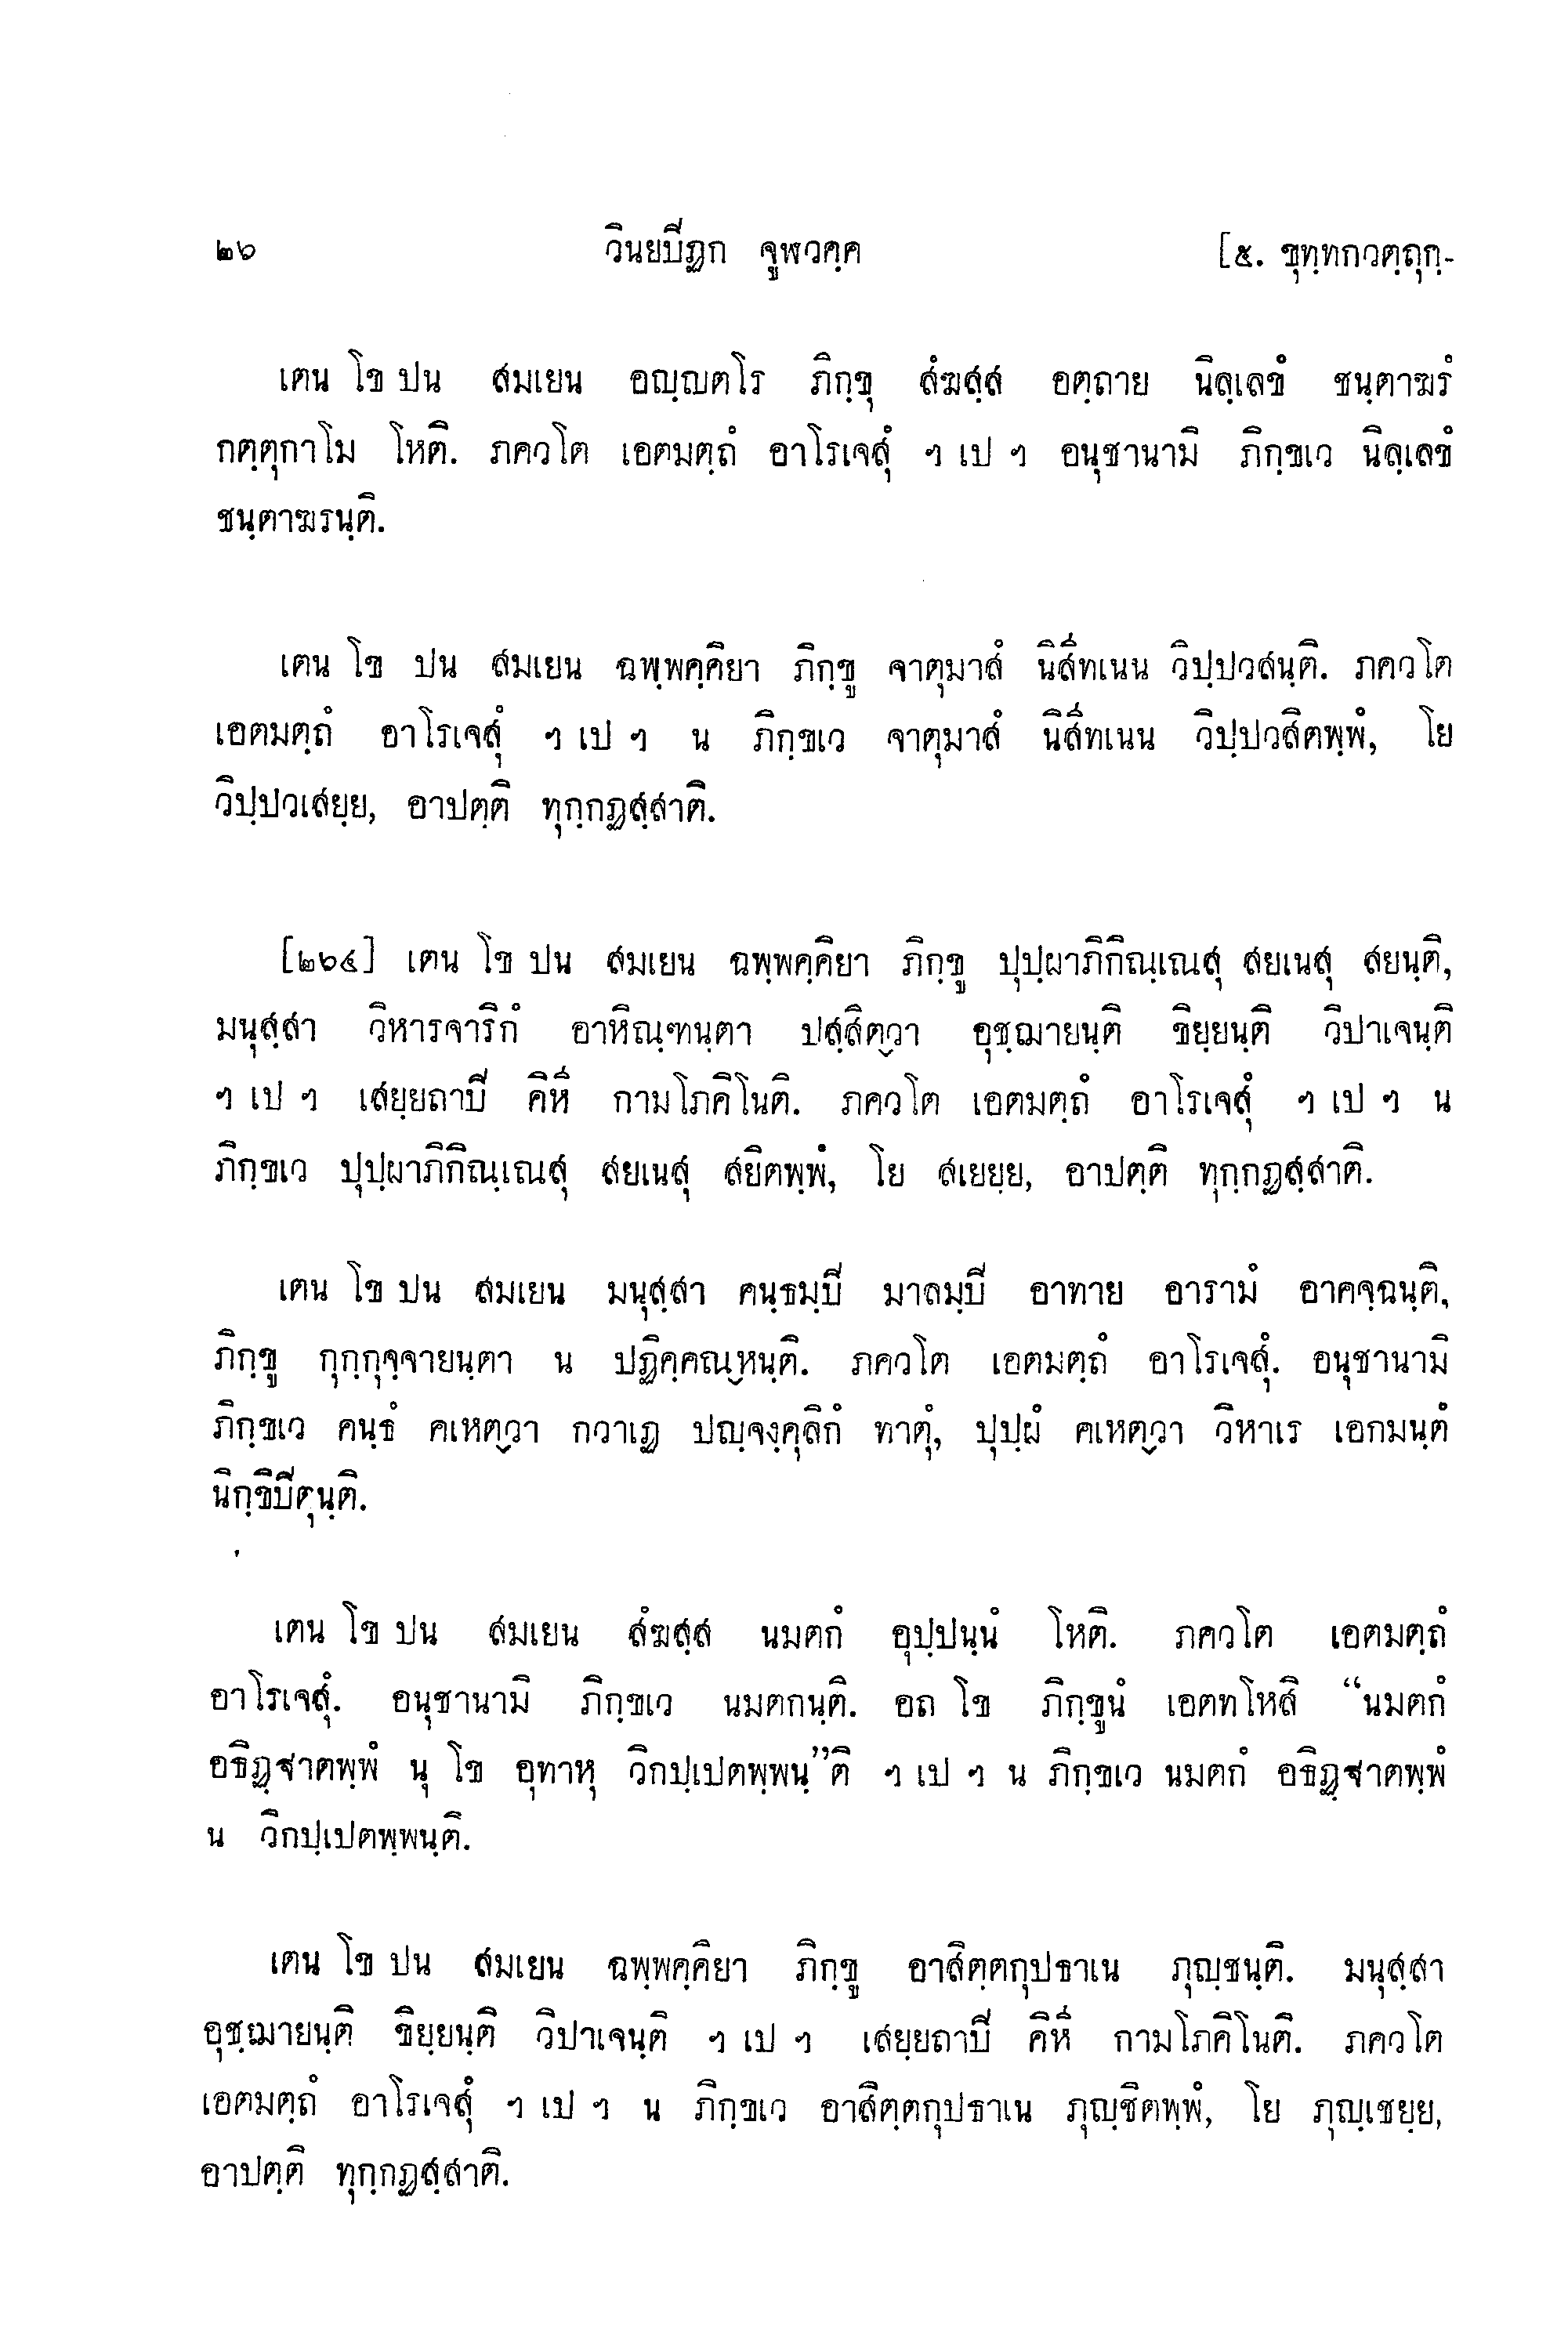 ๒๖ วินยปิฏก จูฬวคฺค [๕. ขุทฺทกวตฺถุกฺ-
เตน โข ปน สมเยน อญฺญตโร ภิกฺขุ สํฆสฺส อตฺถาย นิลฺเลขํ ชนฺตาฆรํ
กตฺตุกาโม โหติ. ภควโต เอตมตฺถํ อาโรเจสุํ ฯ เป ฯ อนุชานามิ ภิกฺขเว นิลฺเลขํ
ชนฺตาฆรนฺติ.
เตน โข ปน สมเยน ฉพฺพคฺคิยา ภิกฺขู จาตุมาสํ นิสีทเนน วิปฺปวสนฺติ. ภควโต
เอตมตฺถํ อาโรเจสุํ ฯ เป ฯ น ภิกฺขเว จาตุมาสํ นิสีทเนน วิปฺปวสิตพฺพํ, โย
วิปฺปวเสยฺย, อาปตฺติ ทุกฺกฏสฺสาติ.
[๒๖๔] เตน โข ปน สมเยน ฉพฺพคฺคิยา ภิกฺขู ปุปฺผาภิกิณฺเณสุ สยเนสุ สยนฺติ,
มนุสฺสา วิหารจาริกํ อาหิณฺฑนฺตา ปสฺสิตฺวา อุชฺฌายนฺติ ขิยฺยนฺติ วิปาเจนฺติ
ฯ เป ฯ เสยฺยถาปิ คิหี กามโภคิโนติ. ภควโต เอตมตฺถํ อาโรเจสุํ ฯ เป ฯ น
ภิกฺขเว ปุปฺผาภิกิณฺเณสุ สยเนสุ สยิตพฺพํ, โย สเยยฺย, อาปตฺติ ทุกฺกฏสฺสาติ.
เตน โข ปน สมเยน มนุสฺสา คนฺธมฺปิ มาลมฺปิ อาทาย อารามํ อาคจฺฉนฺติ,
ภิกฺขู กุกฺกุจฺจายนฺตา น ปฏิคฺคณฺหนฺติ. ภควโต เอตมตฺถํ อาโรเจสุํ. อนุชานามิ
ภิกฺขเว คนฺธํ คเหตฺวา กวาเฏ ปญฺจงฺคุลิกํ ทาตุํ, ปุปฺผํ คเหตฺวา วิหาเร เอกมนฺตํ
นิกฺขิปิตุนฺติ.
เตน โข ปน สมเยน สํฆสฺส นมตกํ อุปฺปนฺนํ โหติ. ภควโต เอตมตฺถํ
อาโรเจสุํ. อนุชานามิ ภิกฺขเว นมตกนฺติ. อถ โข ภิกฺขูนํ เอตทโหสิ “นมตกํ
อธิฏฺฐาตพฺพํ นุ โข อุทาหุ วิกปฺเปตพฺพนฺ”ติ ฯ เป ฯ น ภิกฺขเว นมตกํ อธิฏฺฐาตพฺพํ
น วิกปฺเปตพฺพนฺติ.
เตน โข ปน สมเยน ฉพฺพคฺคิยา ภิกฺขู อาสิตฺตกุปธาเน ภุญฺชนฺติ. มนุสฺสา
อุชฺฌายนฺติ ขิยฺยนฺติ วิปาเจนฺติ ฯ เป ฯ เสยฺยถาปิ คิหี กามโภคิโนติ. ภควโต
เอตมตฺถํ อาโรเจสุํ ฯ เป ฯ น ภิกฺขเว อาสิตฺตกุปธาเน ภุญฺชิตพฺพํ, โย ภุญฺเชยฺย,
อาปตฺติ ทุกฺกฏสฺสาติ.